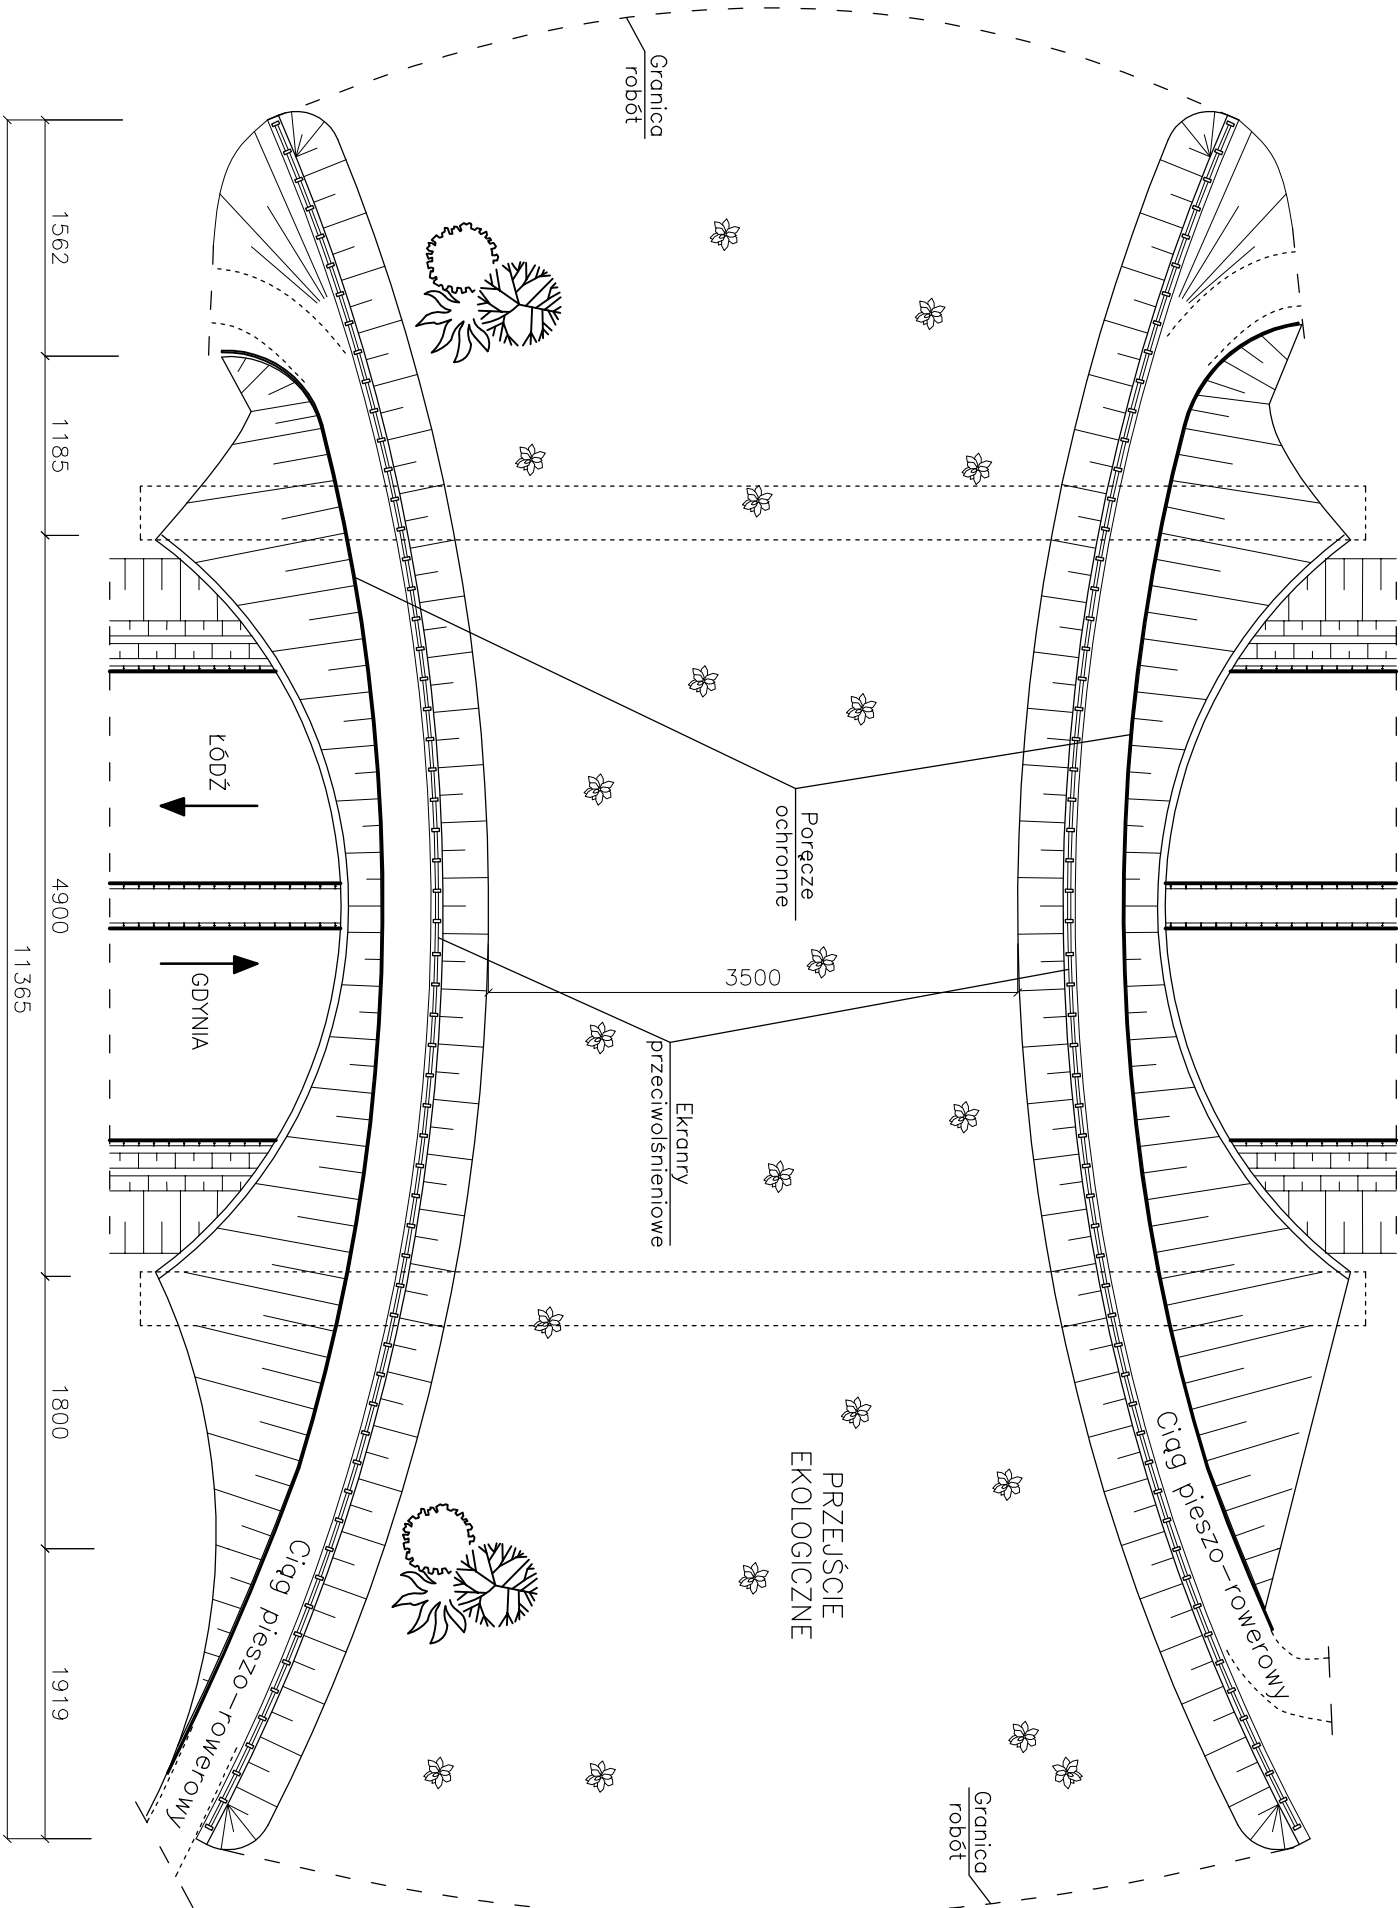 Granica
robót
1562
1185
4900
1800
1919
11365
ŁÓDŹ
GDYNIA
Poręcze
ochronne
3500
Ekranry
przeciwolśnieniowe
PRZEJŚCIE
EKOLOGICZNE
Ciąg pieszo-rowerowy
Ciąg pieszo-rowerowy
Granica
robót